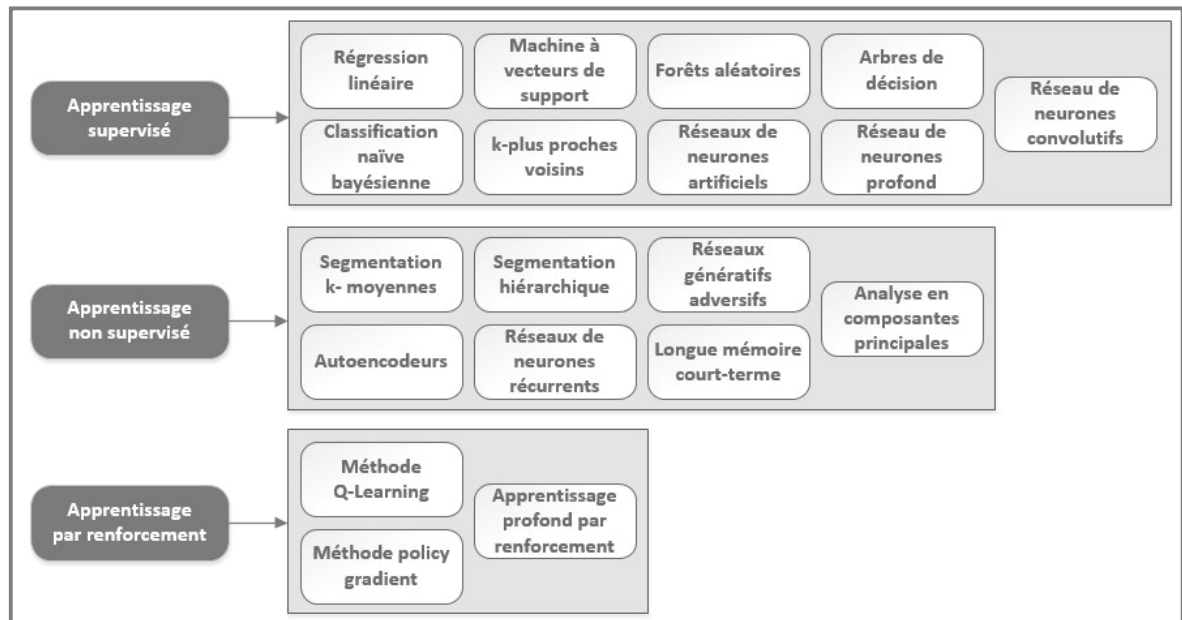 Apprentissage
supervisé
Régression
linéaire
Machine à
vecteurs de
support
Forêts aléatoires
Arbres de
décision
Classification
naïve
bayésienne
k-plus proches
voisins
Réseaux de
neurones
artificiels
Réseau de
neurones
profond
Réseau de
neurones
convolutifs
Apprentissage
non supervisé
Segmentation
k- moyennes
Segmentation
hiérarchique
Réseaux
génératifs
adversifs
Autoencodeurs
Réseaux de
neurones
récurrents
Longue mémoire
court-terme
Analyse en
composantes
principales
Apprentissage
par renforcement
Méthode
Q-Learning
Méthode policy
gradient
Apprentissage
profond par
renforcement